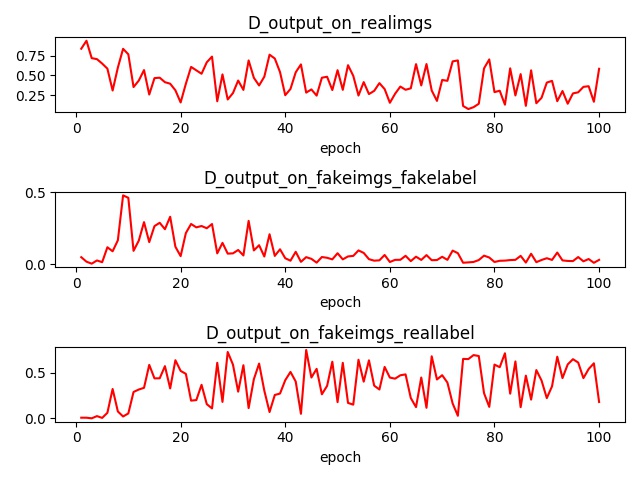 D_output_on_realimgs
0.75
0.50
0.25
0 20 40 60 80 100
epoch
D_output_on_fakeimgs_fakelabel
0.5
0.0
0 20 40 60 80 100
epoch
D_output_on_fakeimgs_reallabel
0.5
0.0
0 20 40 60 80 100
epoch